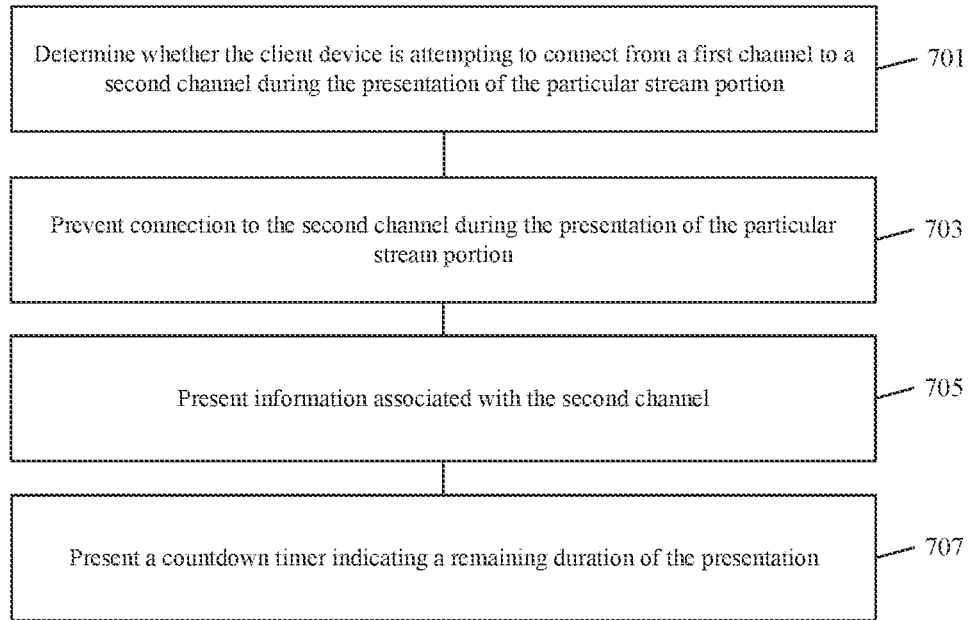 Determine whether the client device is attempting to connect from a first channel to a
second channel during the presentation of the particular stream portion
701
Prevent connection to the second channel during the presentation of the particular
stream portion
703
Present information associated with the second channel
705
Present a countdown timer indicating a remaining duration of the presentation
707